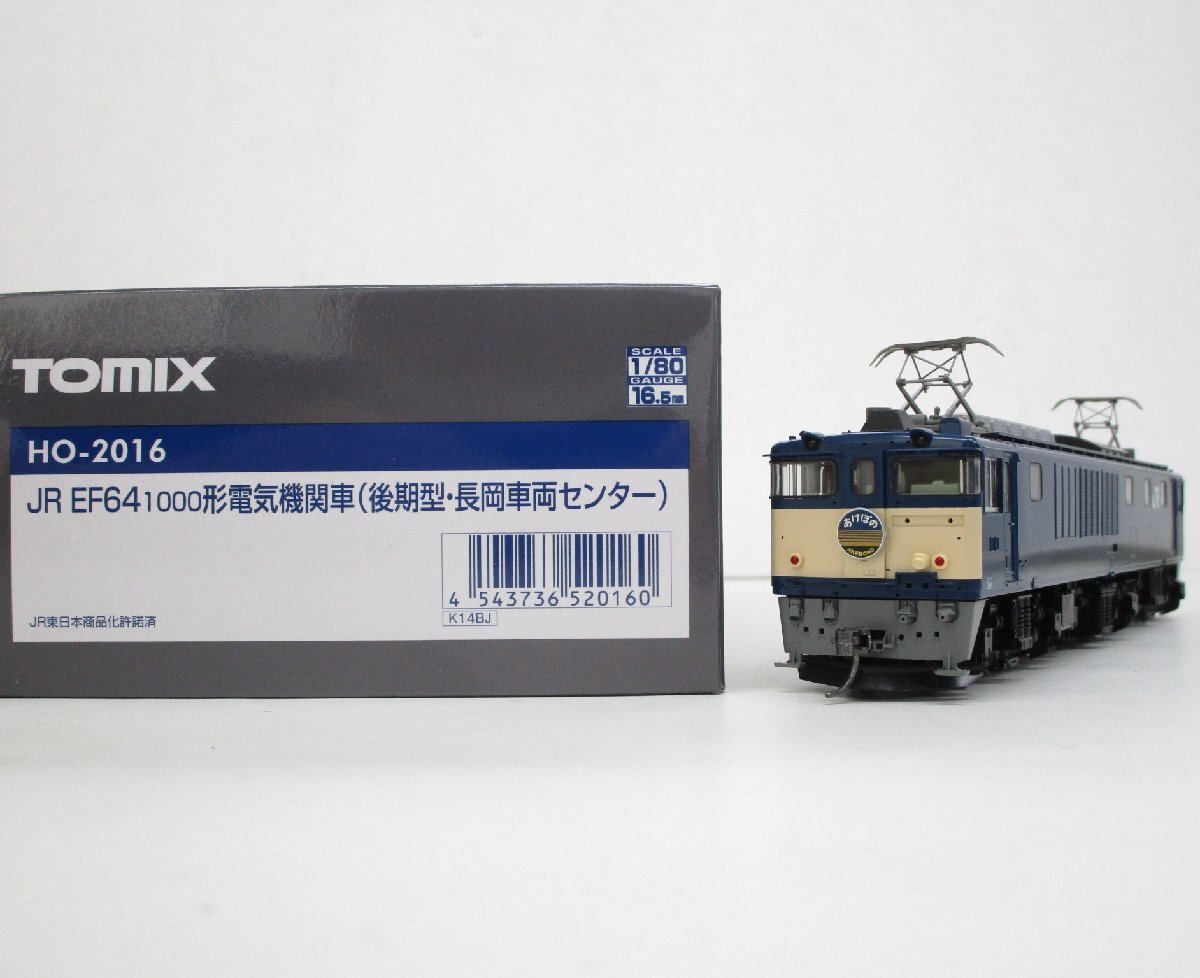 TOMIX
SCALE
1/80
GAUGE
16.5mm
HO-2016
JR EF641000形電気機関車(後期型・長岡車両センター)
4 543736 520160
K14BJ
JR東日本商品化許諾済
あけぼの
AKEBONO